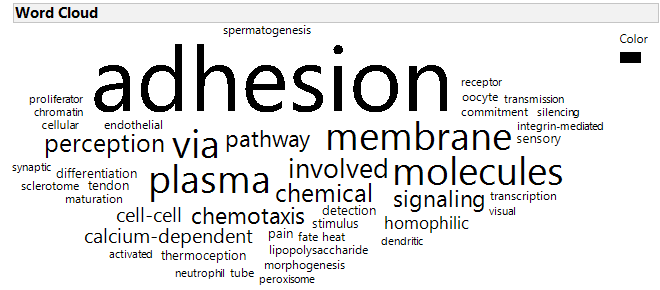 Word Cloud
Color
spermatogenesis
adhesion
receptor
oocyte transmission
proliferator
chromatin
commitment silencing
cellular endothelial
integrin-mediated
perception via pathway membrane sensory
synaptic differentiation
plasma involved molecules
sclerotome tendon
maturation
chemical signaling transcription
visual
cell-cell chemotaxis detection
stimulus homophilic
calcium-dependent pain fate heat dendritic
activated thermoception lipopolysaccharide
neutrophil tube morphogenesis
peroxisome